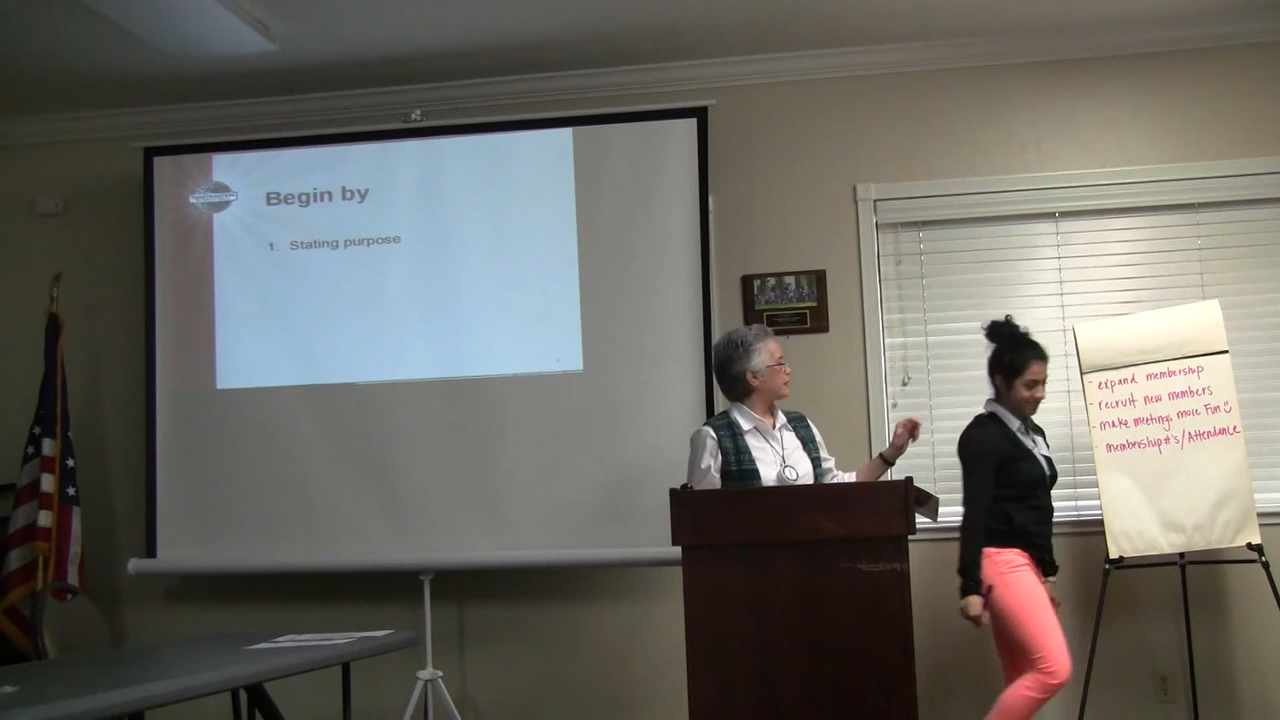 Begin by
1. Stating purpose
- expand membership
- recruit new members
- make meetings more Fun
- membership#'s/Attendance